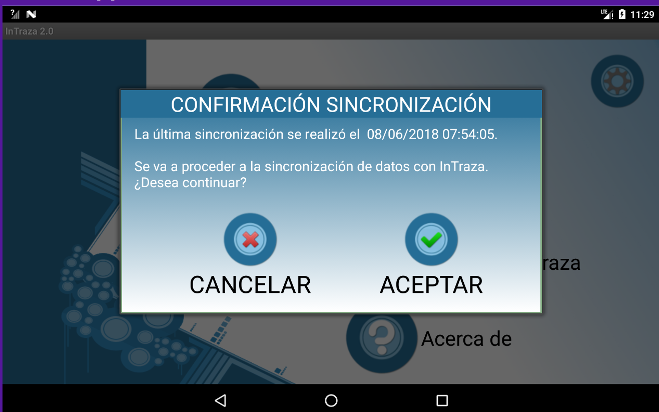 11:29
InTraza 2.0
CONFIRMACIÓN SINCRONIZACIÓN
La última sincronización se realizó el 08/06/2018 07:54:05.
Se va a proceder a la sincronización de datos con InTraza.
¿Desea continuar?
CANCELAR
ACEPTAR
raza
Acerca de